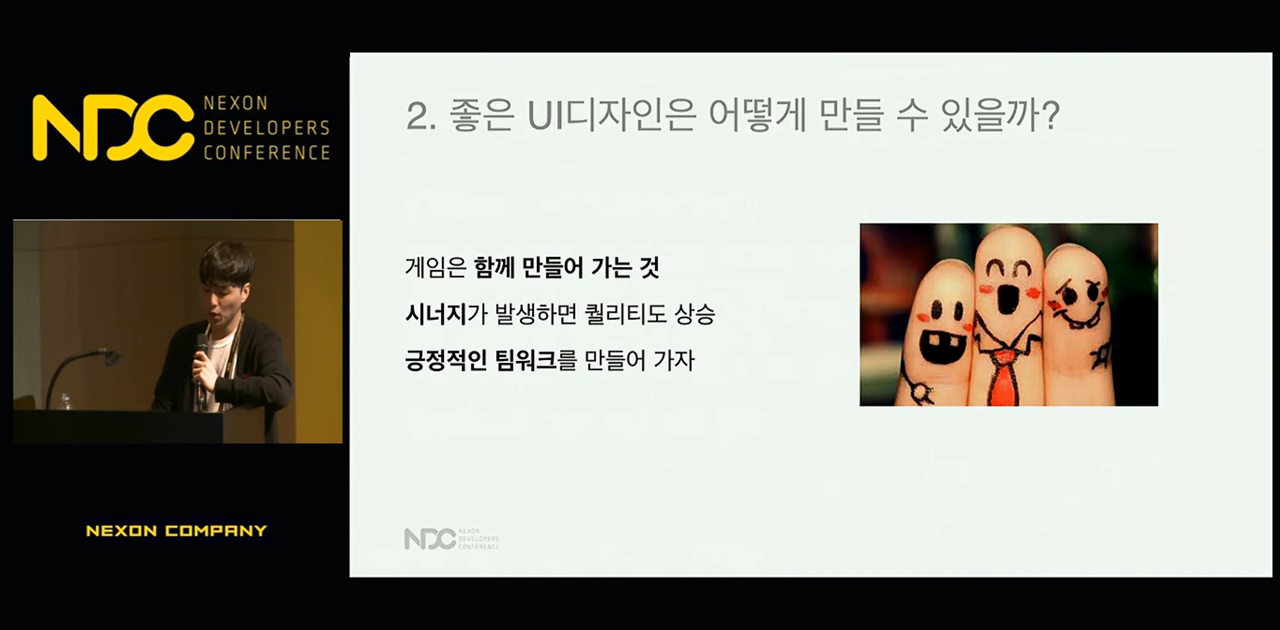 NDC
NEXON
DEVELOPERS
CONFERENCE
2. 좋은 UI디자인은 어떻게 만들 수 있을까?
게임은 함께 만들어 가는 것
시너지가 발생하면 퀄리티도 상승
긍정적인 팀워크를 만들어 가자
NEXON COMPANY
NDC
NEXON
DEVELOPERS
CONFERENCE